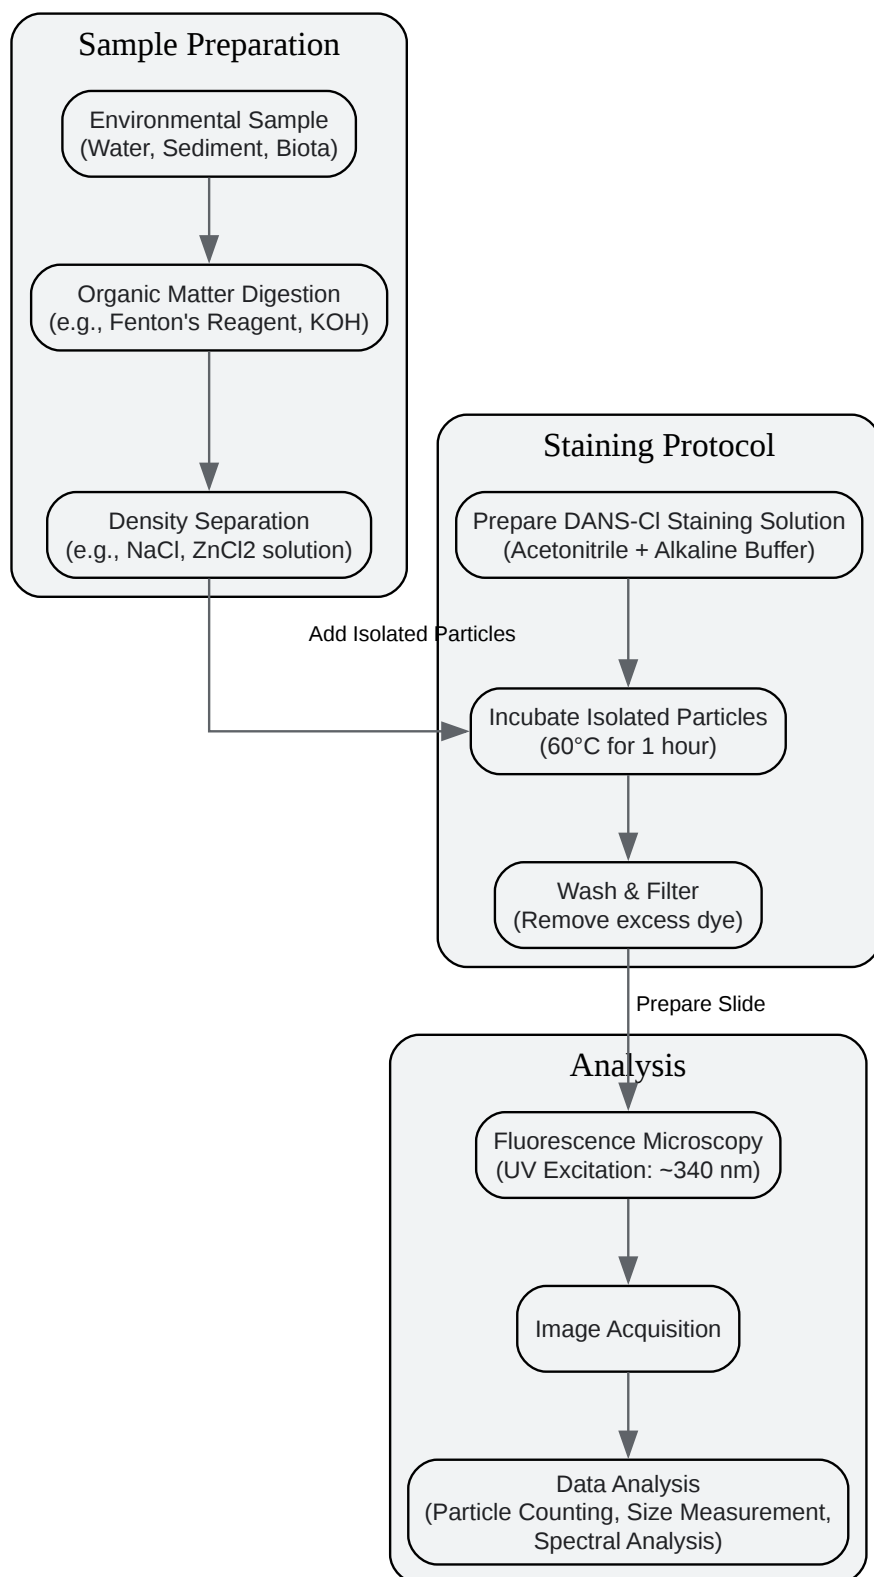 Sample Preparation
Environmental Sample
(Water, Sediment, Biota)
Organic Matter Digestion
(e.g., Fenton's Reagent, KOH)
Density Separation
(e.g., NaCl, ZnCl2 solution)
Add Isolated Particles
Staining Protocol
Prepare DANS-Cl Staining Solution
(Acetonitrile + Alkaline Buffer)
Incubate Isolated Particles
(60°C for 1 hour)
Wash & Filter
(Remove excess dye)
Prepare Slide
Analysis
Fluorescence Microscopy
(UV Excitation: ~340 nm)
Image Acquisition
Data Analysis
(Particle Counting, Size Measurement,
Spectral Analysis)